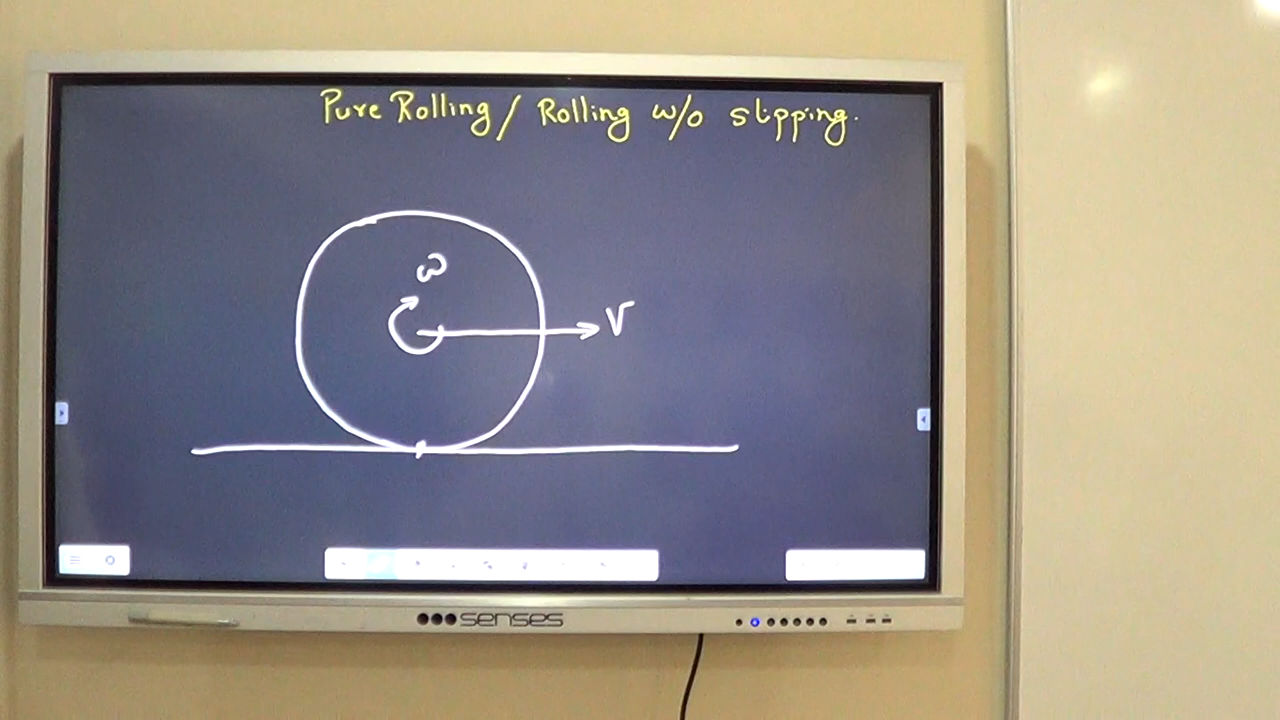 Pure Rolling / Rolling w/o slipping.
ω
V
senses